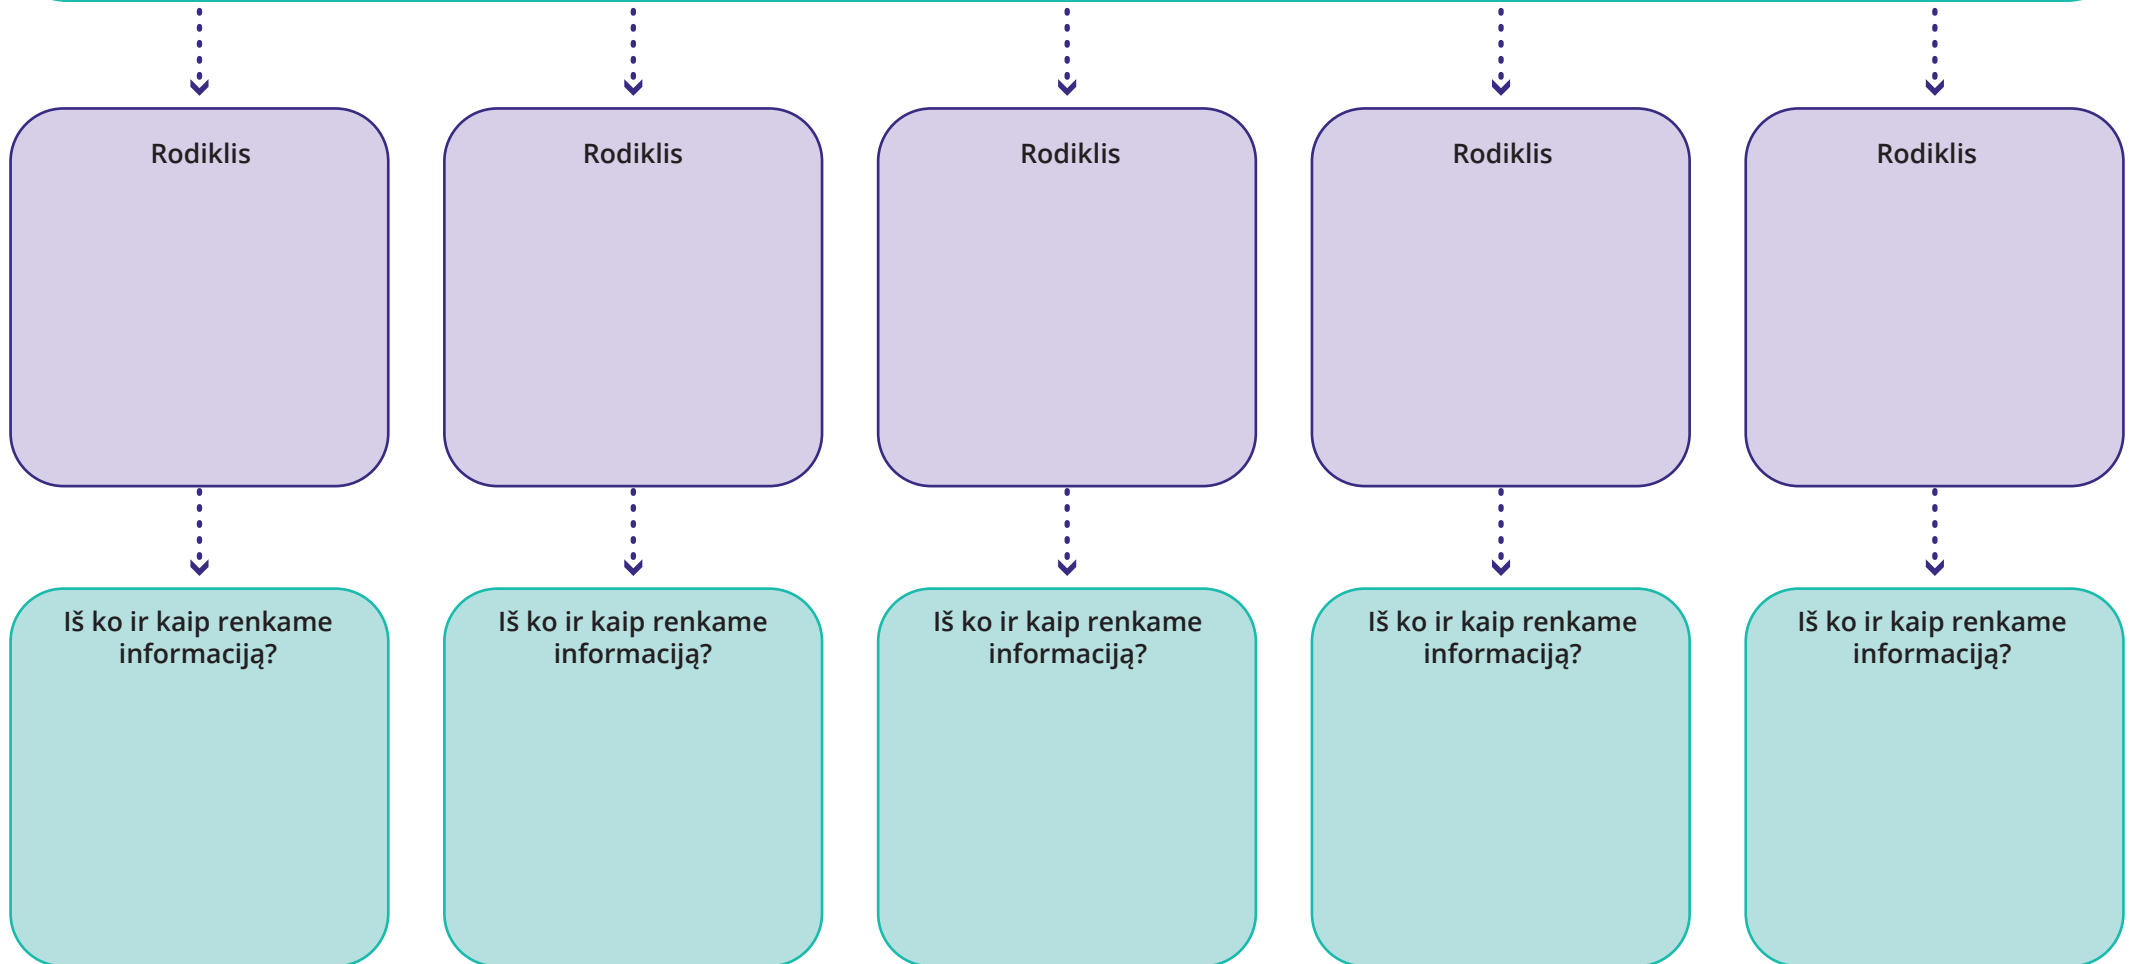 Rodiklis
Rodiklis
Rodiklis
Rodiklis
Rodiklis
Iš ko ir kaip renkame
informaciją?
Iš ko ir kaip renkame
informaciją?
Iš ko ir kaip renkame
informaciją?
Iš ko ir kaip renkame
informaciją?
Iš ko ir kaip renkame
informaciją?